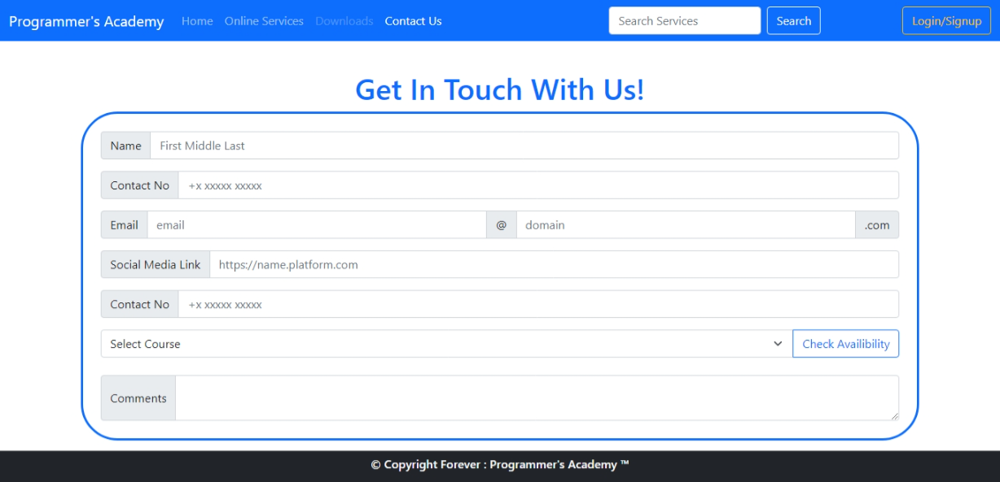 Programmer's Academy Home Online Services Downloads Contact Us Search Services Search Login/Signup
Get In Touch With Us!
Name First Middle Last
Contact No +x xxxxx xxxxx
Email email @ domain .com
Social Media Link https://name.platform.com
Contact No +x xxxxx xxxxx
Select Course Check Availibility
Comments
© Copyright Forever : Programmer's Academy ™